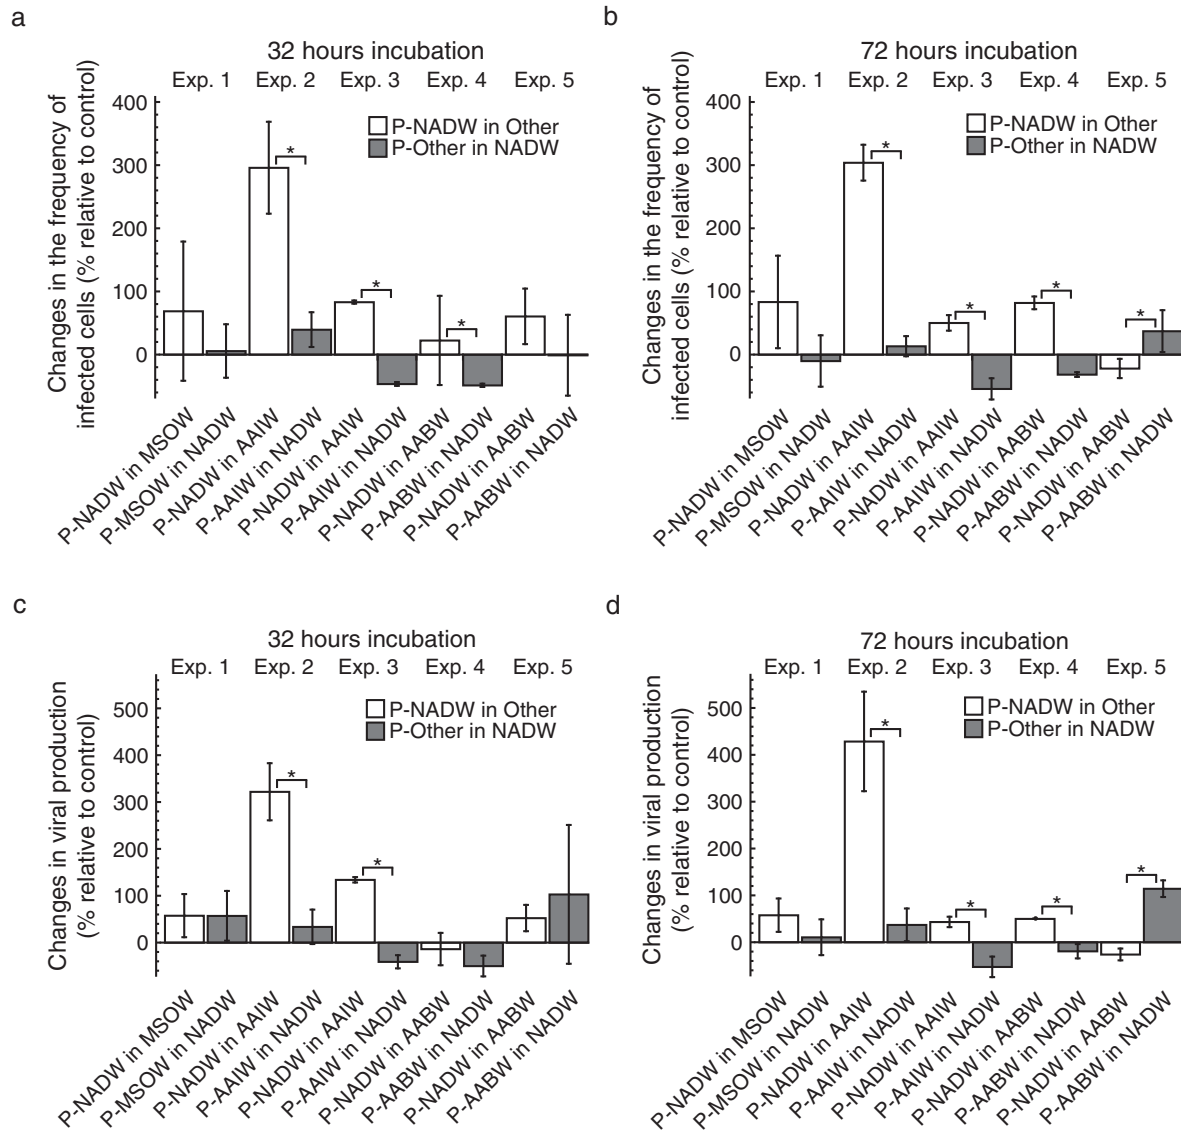 a
32 hours incubation
Exp. 1 Exp. 2 Exp. 3 Exp. 4 Exp. 5
Changes in the frequency of
infected cells (% relative to control)
400
300
200
100
0
P-NADW in Other
P-Other in NADW
*
*
*
P-NADW in MSOW
P-MSOW in NADW
P-NADW in AAIW
P-AAIW in NADW
P-NADW in AAIW
P-AAIW in NADW
P-NADW in AABW
P-AABW in NADW
P-NADW in AABW
P-AABW in NADW
b
72 hours incubation
Exp. 1 Exp. 2 Exp. 3 Exp. 4 Exp. 5
Changes in the frequency of
infected cells (% relative to control)
400
300
200
100
0
P-NADW in Other
P-Other in NADW
*
*
*
*
P-NADW in MSOW
P-MSOW in NADW
P-NADW in AAIW
P-AAIW in NADW
P-NADW in AAIW
P-AAIW in NADW
P-NADW in AABW
P-AABW in NADW
P-NADW in AABW
P-AABW in NADW
c
32 hours incubation
Exp. 1 Exp. 2 Exp. 3 Exp. 4 Exp. 5
Changes in viral production
(% relative to control)
500
400
300
200
100
0
P-NADW in Other
P-Other in NADW
*
*
P-NADW in MSOW
P-MSOW in NADW
P-NADW in AAIW
P-AAIW in NADW
P-NADW in AAIW
P-AAIW in NADW
P-NADW in AABW
P-AABW in NADW
P-NADW in AABW
P-AABW in NADW
d
72 hours incubation
Exp. 1 Exp. 2 Exp. 3 Exp. 4 Exp. 5
Changes in viral production
(% relative to control)
500
400
300
200
100
0
P-NADW in Other
P-Other in NADW
*
*
*
*
P-NADW in MSOW
P-MSOW in NADW
P-NADW in AAIW
P-AAIW in NADW
P-NADW in AAIW
P-AAIW in NADW
P-NADW in AABW
P-AABW in NADW
P-NADW in AABW
P-AABW in NADW